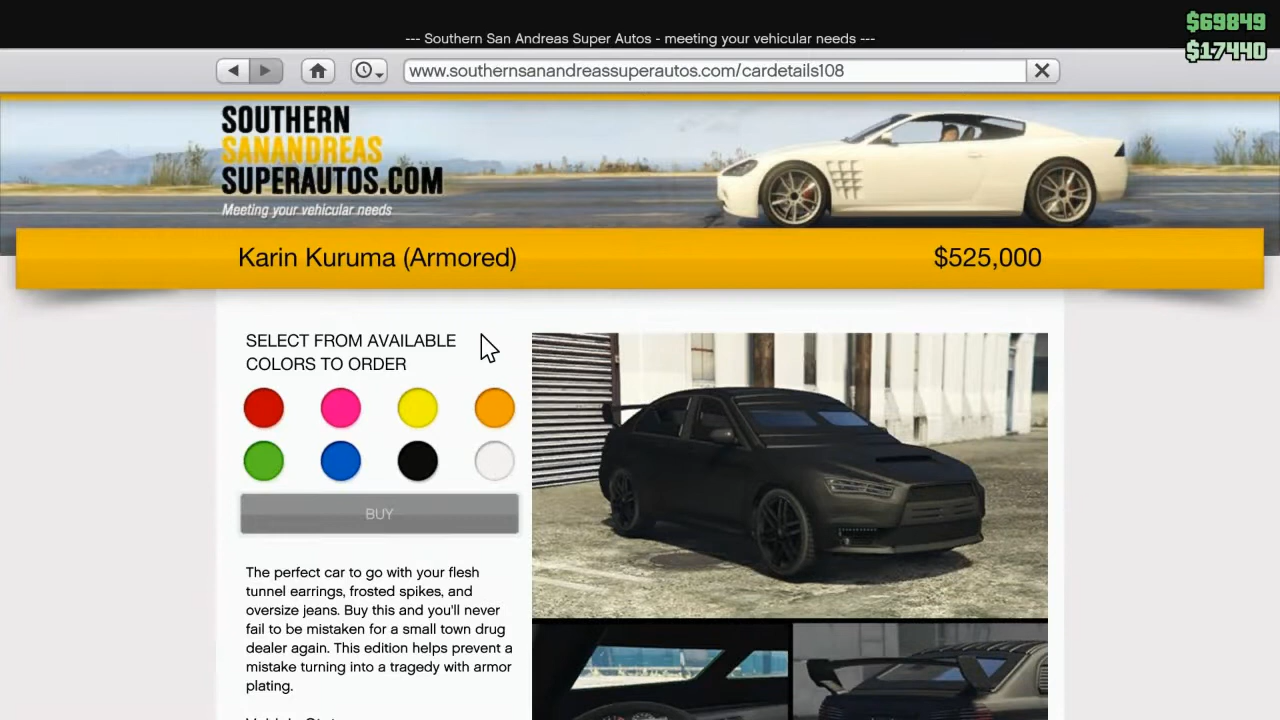 $69849
--- Southern San Andreas Super Autos - meeting your vehicular needs ---
$17440
www.southernsanandreassuperautos.com/cardetails108
SOUTHERN
SANANDREAS
SUPERAUTOS.COM
Meeting your vehicular needs
Karin Kuruma (Armored)
$525,000
SELECT FROM AVAILABLE
COLORS TO ORDER
BUY
The perfect car to go with your flesh
tunnel earrings, frosted spikes, and
oversize jeans. Buy this and you'll never
fail to be mistaken for a small town drug
dealer again. This edition helps prevent a
mistake turning into a tragedy with armor
plating.